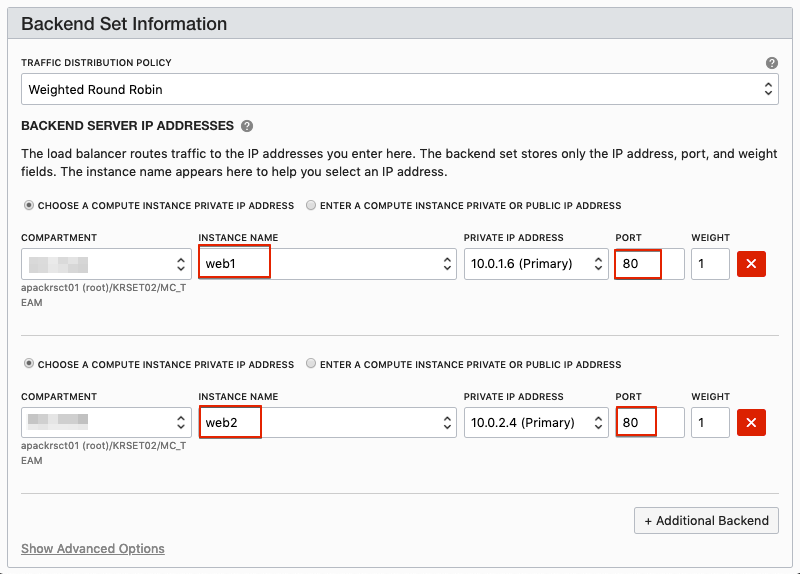 Backend Set Information
TRAFFIC DISTRIBUTION POLICY ?
Weighted Round Robin
BACKEND SERVER IP ADDRESSES ?
The load balancer routes traffic to the IP addresses you enter here. The backend set stores only the IP address, port, and weight
fields. The instance name appears here to help you select an IP address.
CHOOSE A COMPUTE INSTANCE PRIVATE IP ADDRESS ENTER A COMPUTE INSTANCE PRIVATE OR PUBLIC IP ADDRESS
COMPARTMENT INSTANCE NAME PRIVATE IP ADDRESS PORT WEIGHT
web1 10.0.1.6 (Primary) 80 1
apackrsct01 (root)/KRSET02/MC_T
EAM
CHOOSE A COMPUTE INSTANCE PRIVATE IP ADDRESS ENTER A COMPUTE INSTANCE PRIVATE OR PUBLIC IP ADDRESS
COMPARTMENT INSTANCE NAME PRIVATE IP ADDRESS PORT WEIGHT
web2 10.0.2.4 (Primary) 80 1
apackrsct01 (root)/KRSET02/MC_T
EAM
+ Additional Backend
Show Advanced Options